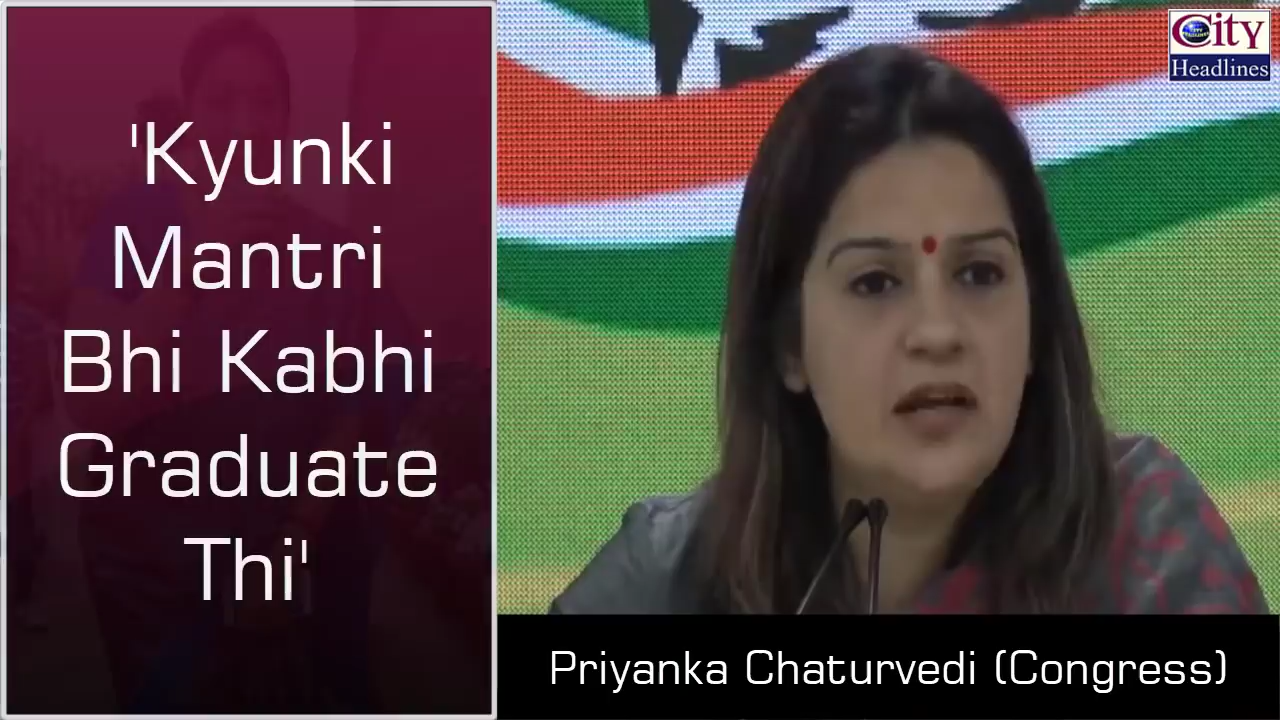 'Kyunki
Mantri
Bhi Kabhi
Graduate
Thi'
City
Headlines
Priyanka Chaturvedi (Congress)